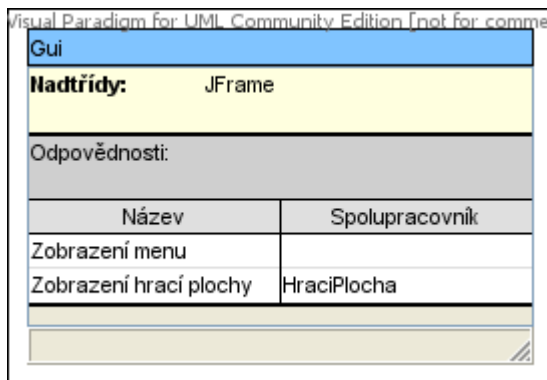 Visual Paradigm for UML Community Edition [not for comme
Gui
Nadtřídy: JFrame
Odpovědnosti:
Název Spolupracovník
Zobrazení menu
Zobrazení hrací plochy HraciPlocha